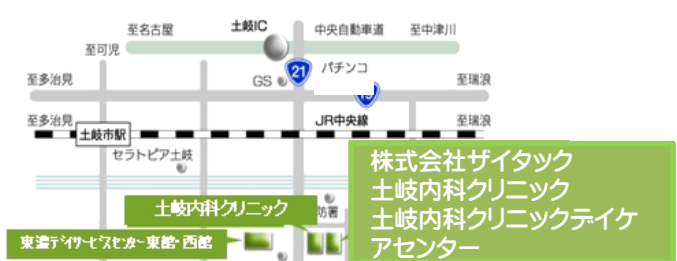 至名古屋
土岐IC
中央自動車道
至中津川
至可児
至多治見
GS
21
パチンコ
19
至瑞浪
至多治見
土岐市駅
JR中央線
至瑞浪
セラトピア土岐
土岐内科クリニック
防署
株式会社ザイタック
土岐内科クリニック
土岐内科クリニックデイケ
アセンター
東濃デイサービスセンター東館・西館